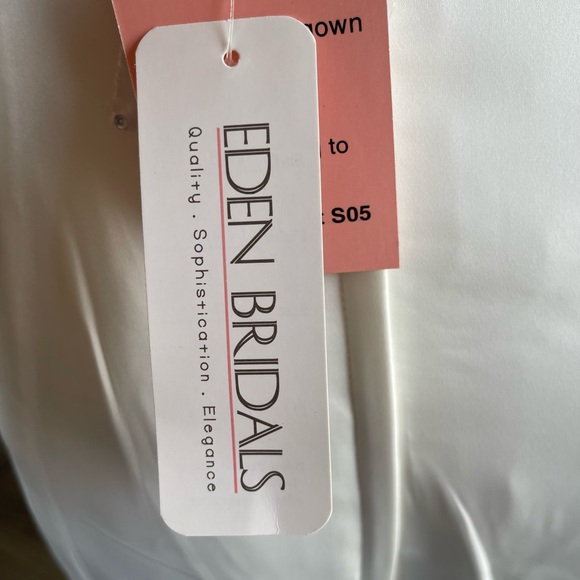 EDEN BRIDALS
Quality . Sophistication . Elegance
gown
to
S05